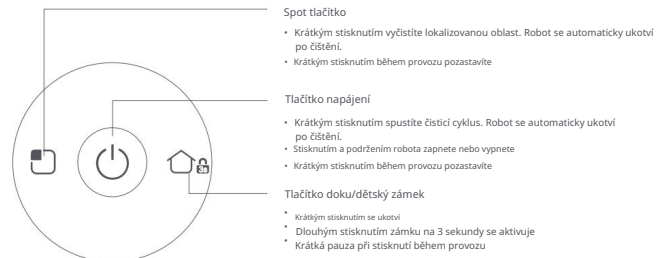 Spot tlačítko
• Krátkým stisknutím vyčistíte lokalizovanou oblast. Robot se automaticky ukotví
po čištění.
• Krátkým stisknutím během provozu pozastavíte
Tlačítko napájení
• Krátkým stisknutím spustíte čisticí cyklus. Robot se automaticky ukotví
po čištění.
• Stisknutím a podržením robota zapnete nebo vypnete
• Krátkým stisknutím během provozu pozastavíte
3s
Tlačítko doku/dětský zámek
• Krátkým stisknutím se ukotví
• Dlouhým stisknutím zámku na 3 sekundy se aktivuje
• Krátká pauza při stisknutí během provozu